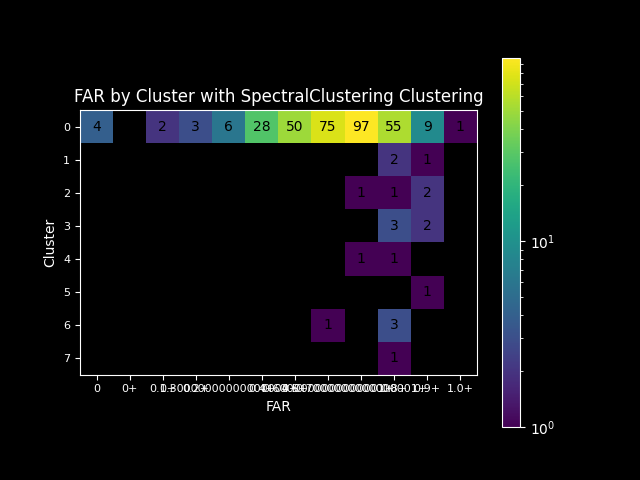 FAR by Cluster with SpectralClustering Clustering
0 4 2 3 6 28 50 75 97 55 9 1
1 2 1
2 1 1 2
3 3 2
4 1 1
5 1
6 1 3
7 1
Cluster
0 0+ 0.9+ 1.0+
FAR
10¹
10⁰